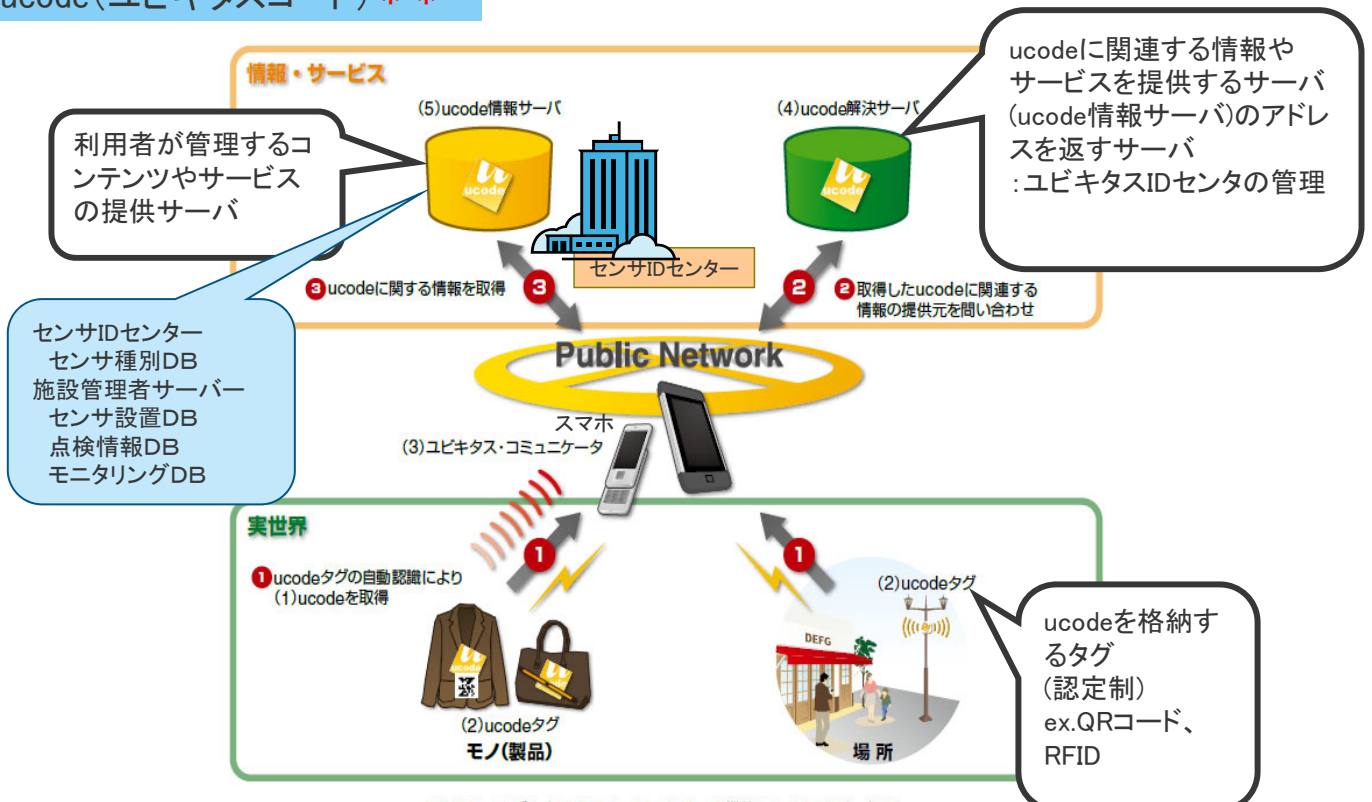 ucode(ユビキタスコード) **
情報・サービス
(5)ucode情報サーバ
(4)ucode解決サーバ
ucodeに関連する情報や
サービスを提供するサーバ
(ucode情報サーバ)のアドレ
スを返すサーバ
:ユビキタスIDセンタの管理
利用者が管理するコ
ンテンツやサービス
の提供サーバ
ucode
ucode
センサIDセンター
3 ucodeに関する情報を取得
3
2
2 取得したucodeに関連する
情報の提供元を問い合わせ
センサIDセンター
センサ種別DB
施設管理者サーバー
センサ設置DB
点検情報DB
モニタリングDB
Public Network
スマホ
(3)ユビキタス・コミュニケータ
実世界
1
1
1 ucodeタグの自動認識により
(1)ucodeを取得
(2)ucodeタグ
DEFG
ucode
ucodeを格納す
るタグ
(認定制)
ex.QRコード、
RFID
(2)ucodeタグ
モノ(製品)
場所